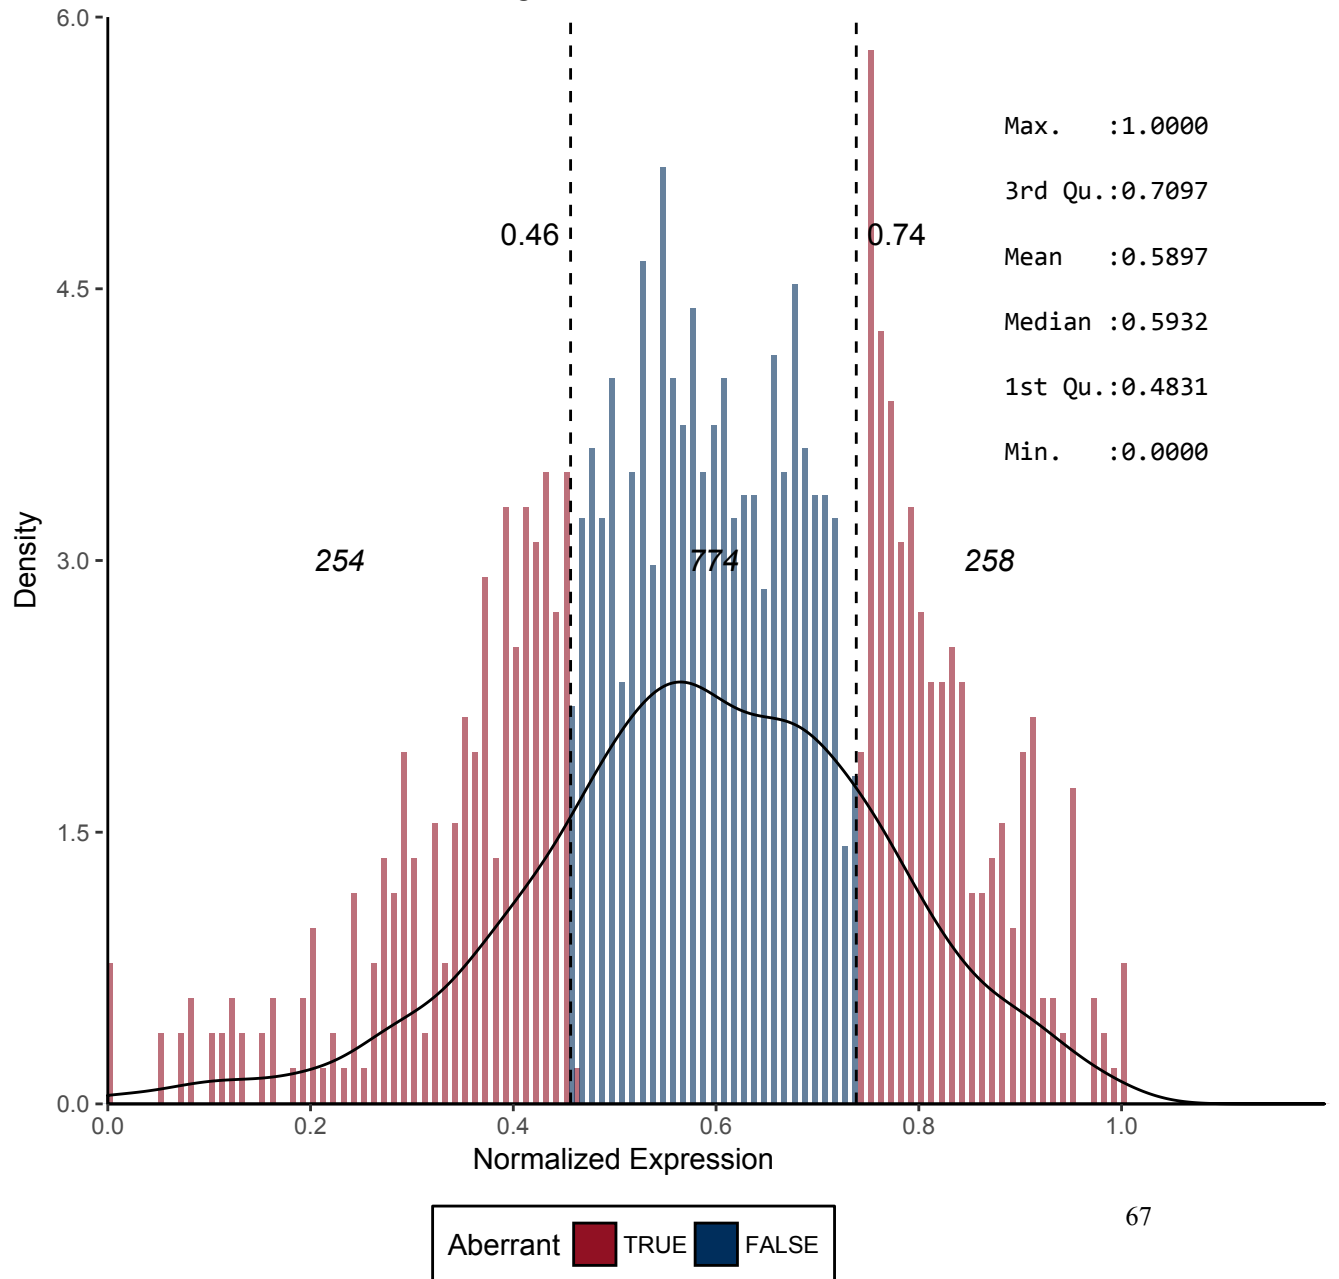 6.0
Max.   :1.0000
3rd Qu.:0.7097
0.46
0.74
Mean   :0.5897
4.5
Median :0.5932
1st Qu.:0.4831
Min.   :0.0000
Density
3.0
254
774
258
1.5
0.0
0.0 0.2 0.4 0.6 0.8 1.0
Normalized Expression
67
Aberrant TRUE FALSE